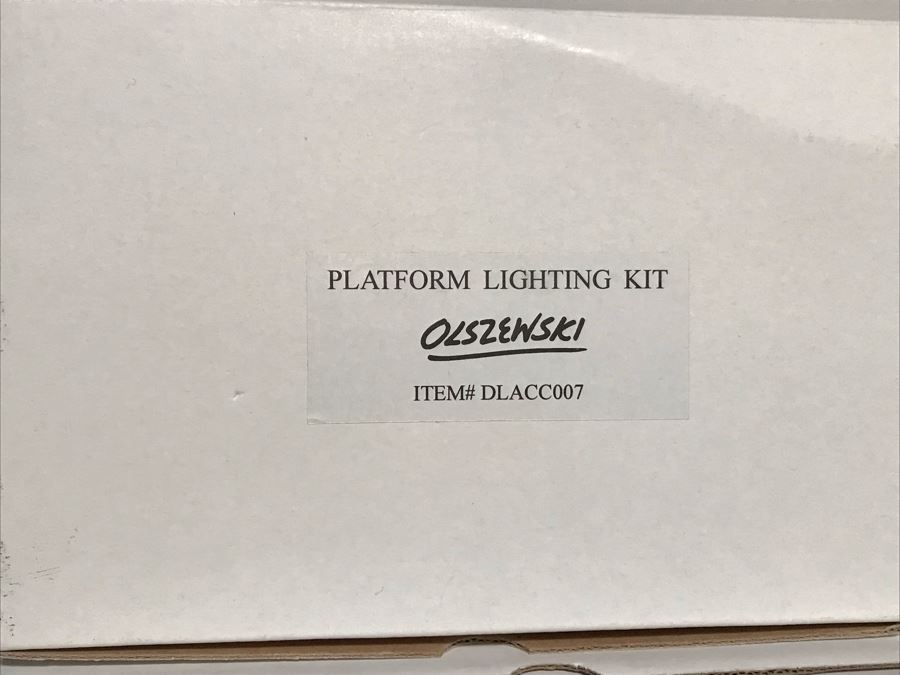 PLATFORM LIGHTING KIT
OLSZEWSKI
ITEM# DLACC007